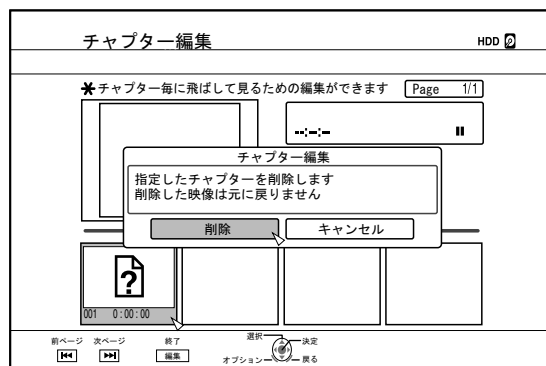 チャプター編集
HDD
✱チャプター毎に飛ばして見るための編集ができます
Page 1/1
--:--:--
チャプター編集
指定したチャプターを削除します
削除した映像は元に戻りません
削除
キャンセル
001 0:00:00
前ページ
次ページ
終了
編集
選択
決定
オプション
戻る